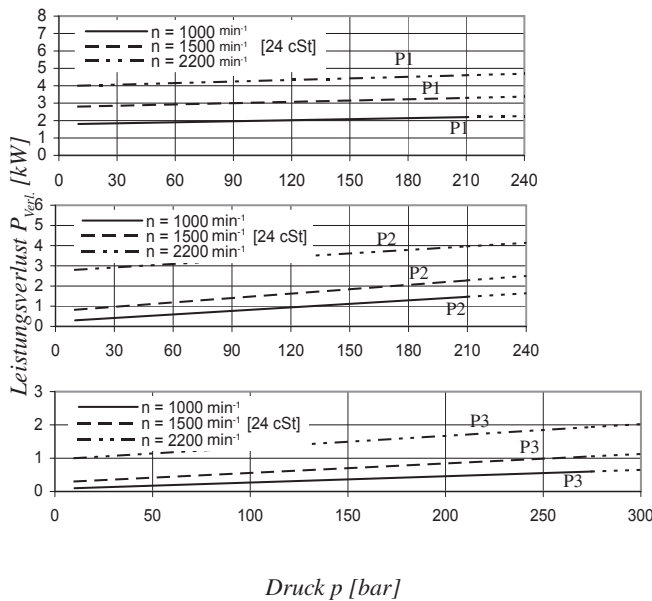 Leistungsverlust P Verl. [kW]
8
7
6
5
4
3
2
1
0
n = 1000 min-1
n = 1500 min-1 [24 cSt]
n = 2200 min-1
P1
P1
P1
0 30 60 90 120 150 180 210 240
6
5
4
3
2
1
0
n = 1000 min-1
n = 1500 min-1 [24 cSt]
n = 2200 min-1
P2
P2
P2
0 30 60 90 120 150 180 210 240
3
2
1
0
n = 1000 min-1
n = 1500 min-1 [24 cSt]
n = 2200 min-1
P3
P3
P3
0 50 100 150 200 250 300
Druck p [bar]